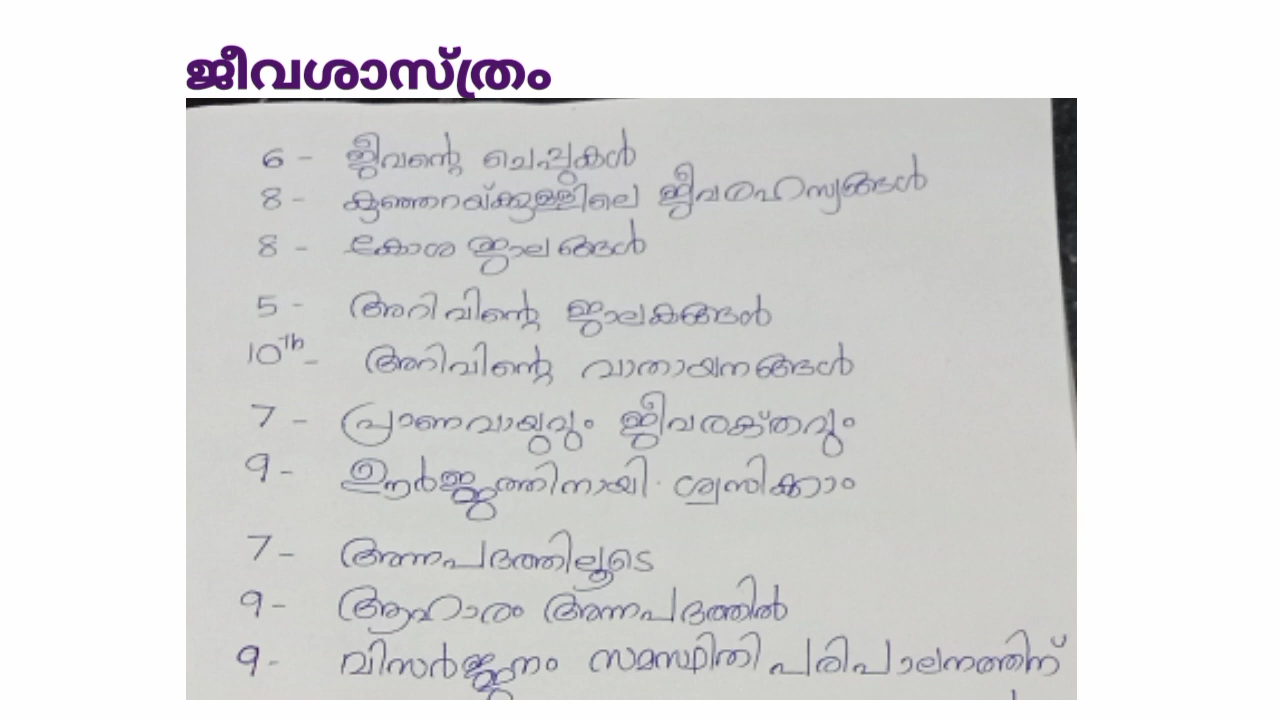 ജീവശാസ്ത്രം
6 - ജീവന്റെ ചെപ്പുകൾ
8 - കുഞ്ഞറയ്ക്കുള്ളിലെ ജീവരഹസ്യങ്ങൾ
8 - കോശ ജാലങ്ങൾ
5 - അറിവിന്റെ ജാലകങ്ങൾ
10th - അറിവിന്റെ വാതായനങ്ങൾ
7 - പ്രാണവായുവും ജീവരക്തവും
9 - ഊർജ്ജത്തിനായി ശ്വസിക്കാം
7 - അന്നപഥത്തിലൂടെ
9 - ആഹാരം അന്നപഥത്തിൽ
9 - വിസർജ്ജനം സമസ്ഥിതി പരിപാലനത്തിന്